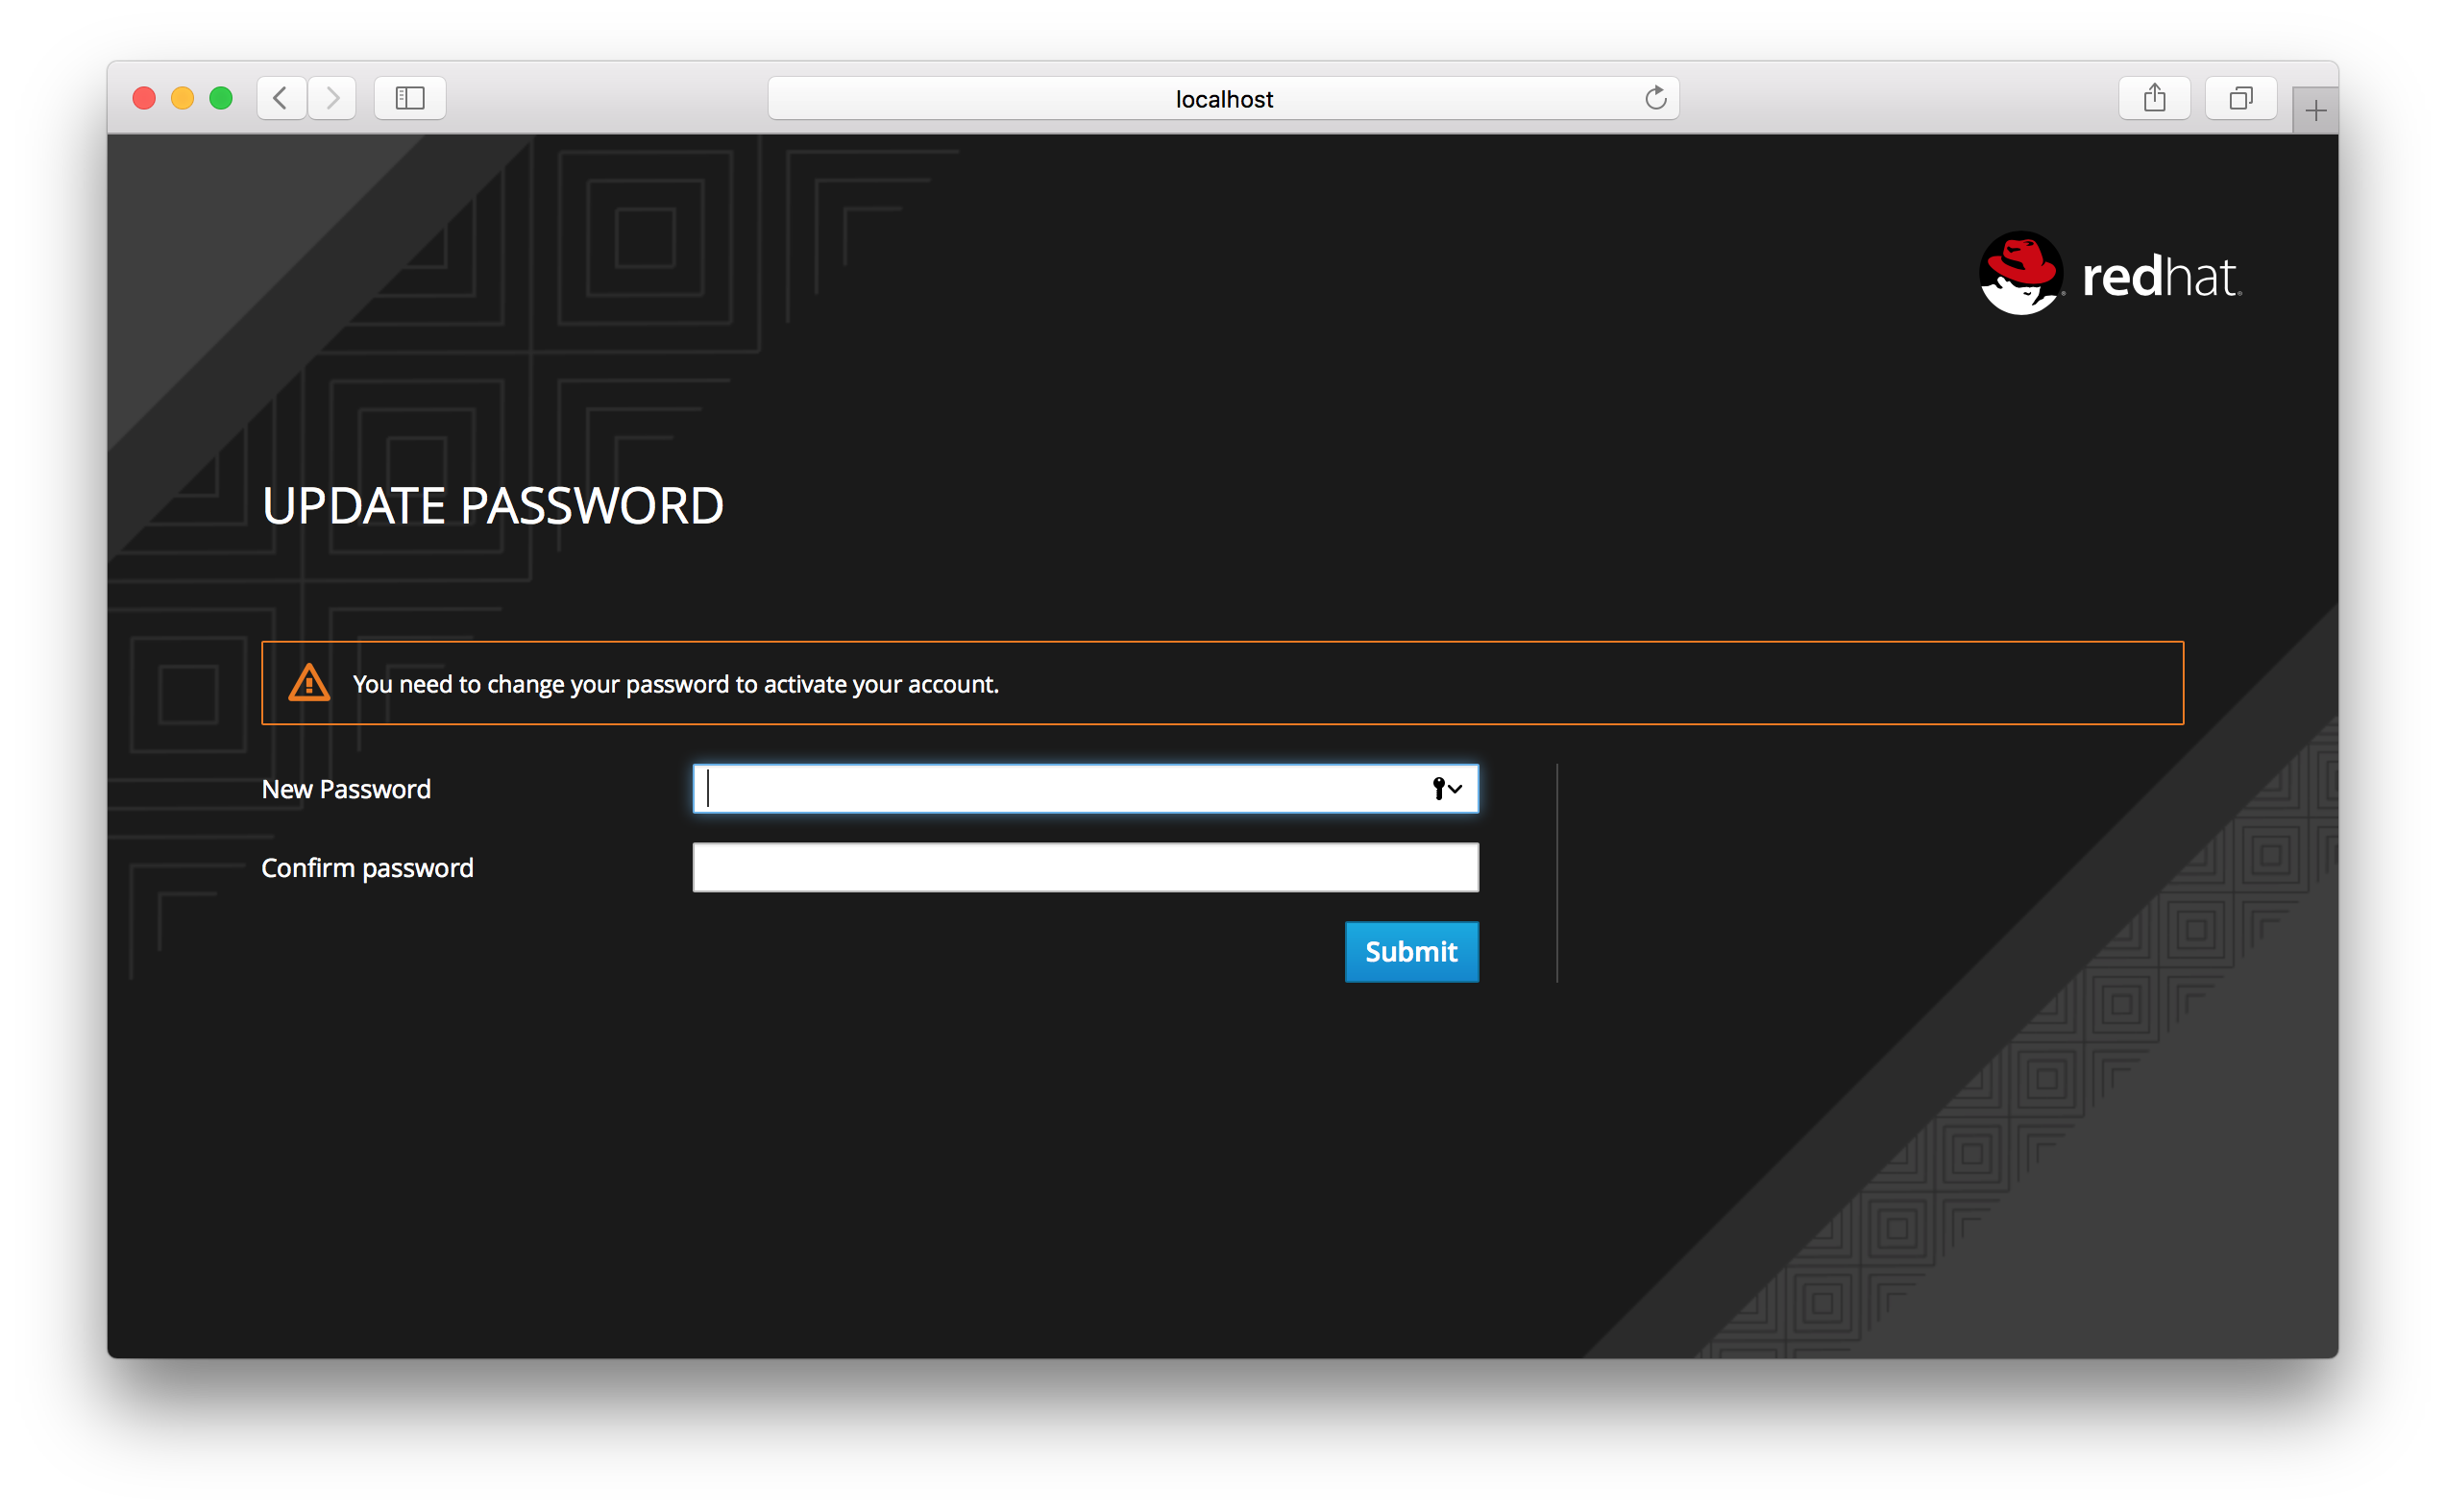 localhost
redhat.
UPDATE PASSWORD
You need to change your password to activate your account.
New Password
Confirm password
Submit